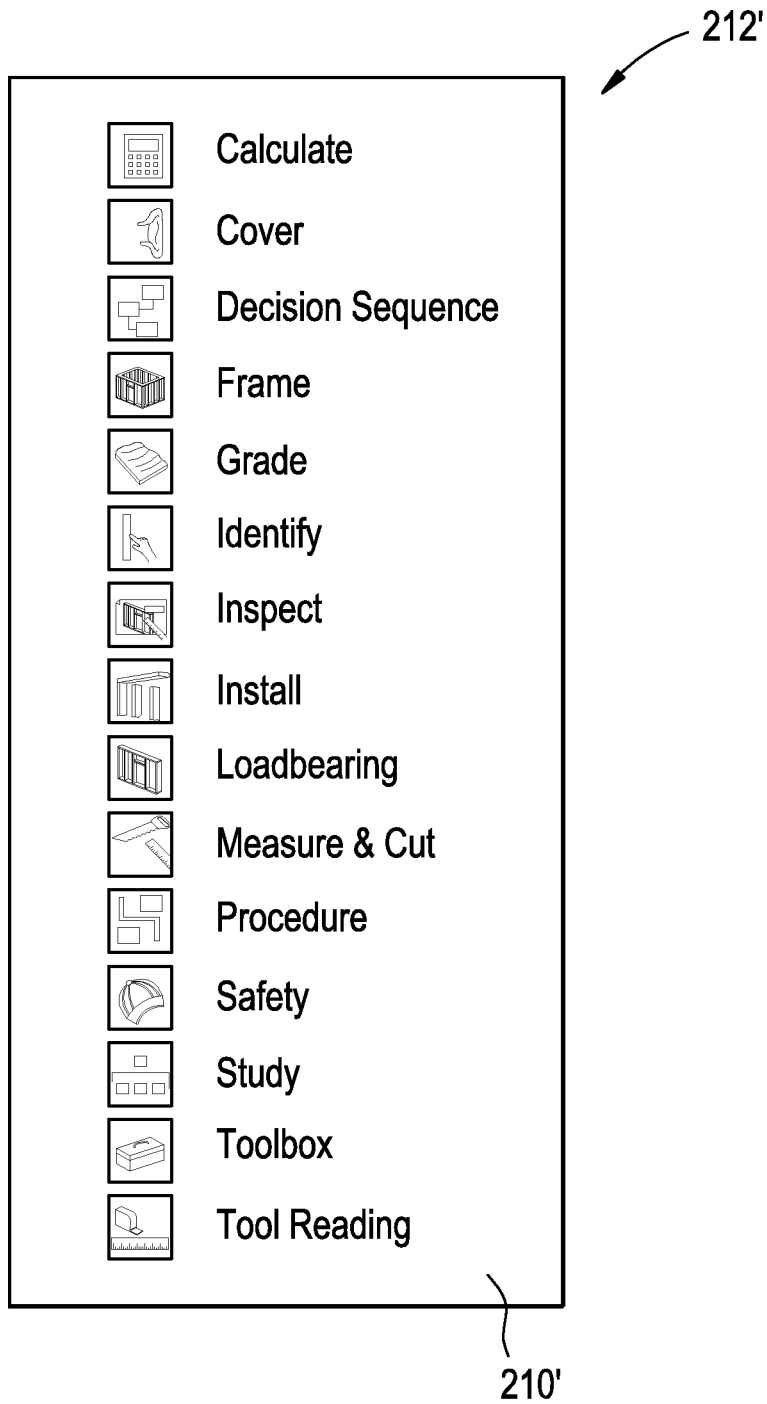 212'
Calculate
Cover
Decision Sequence
Frame
Grade
Identify
Inspect
Install
Loadbearing
Measure & Cut
Procedure
Safety
Study
Toolbox
Tool Reading
210'